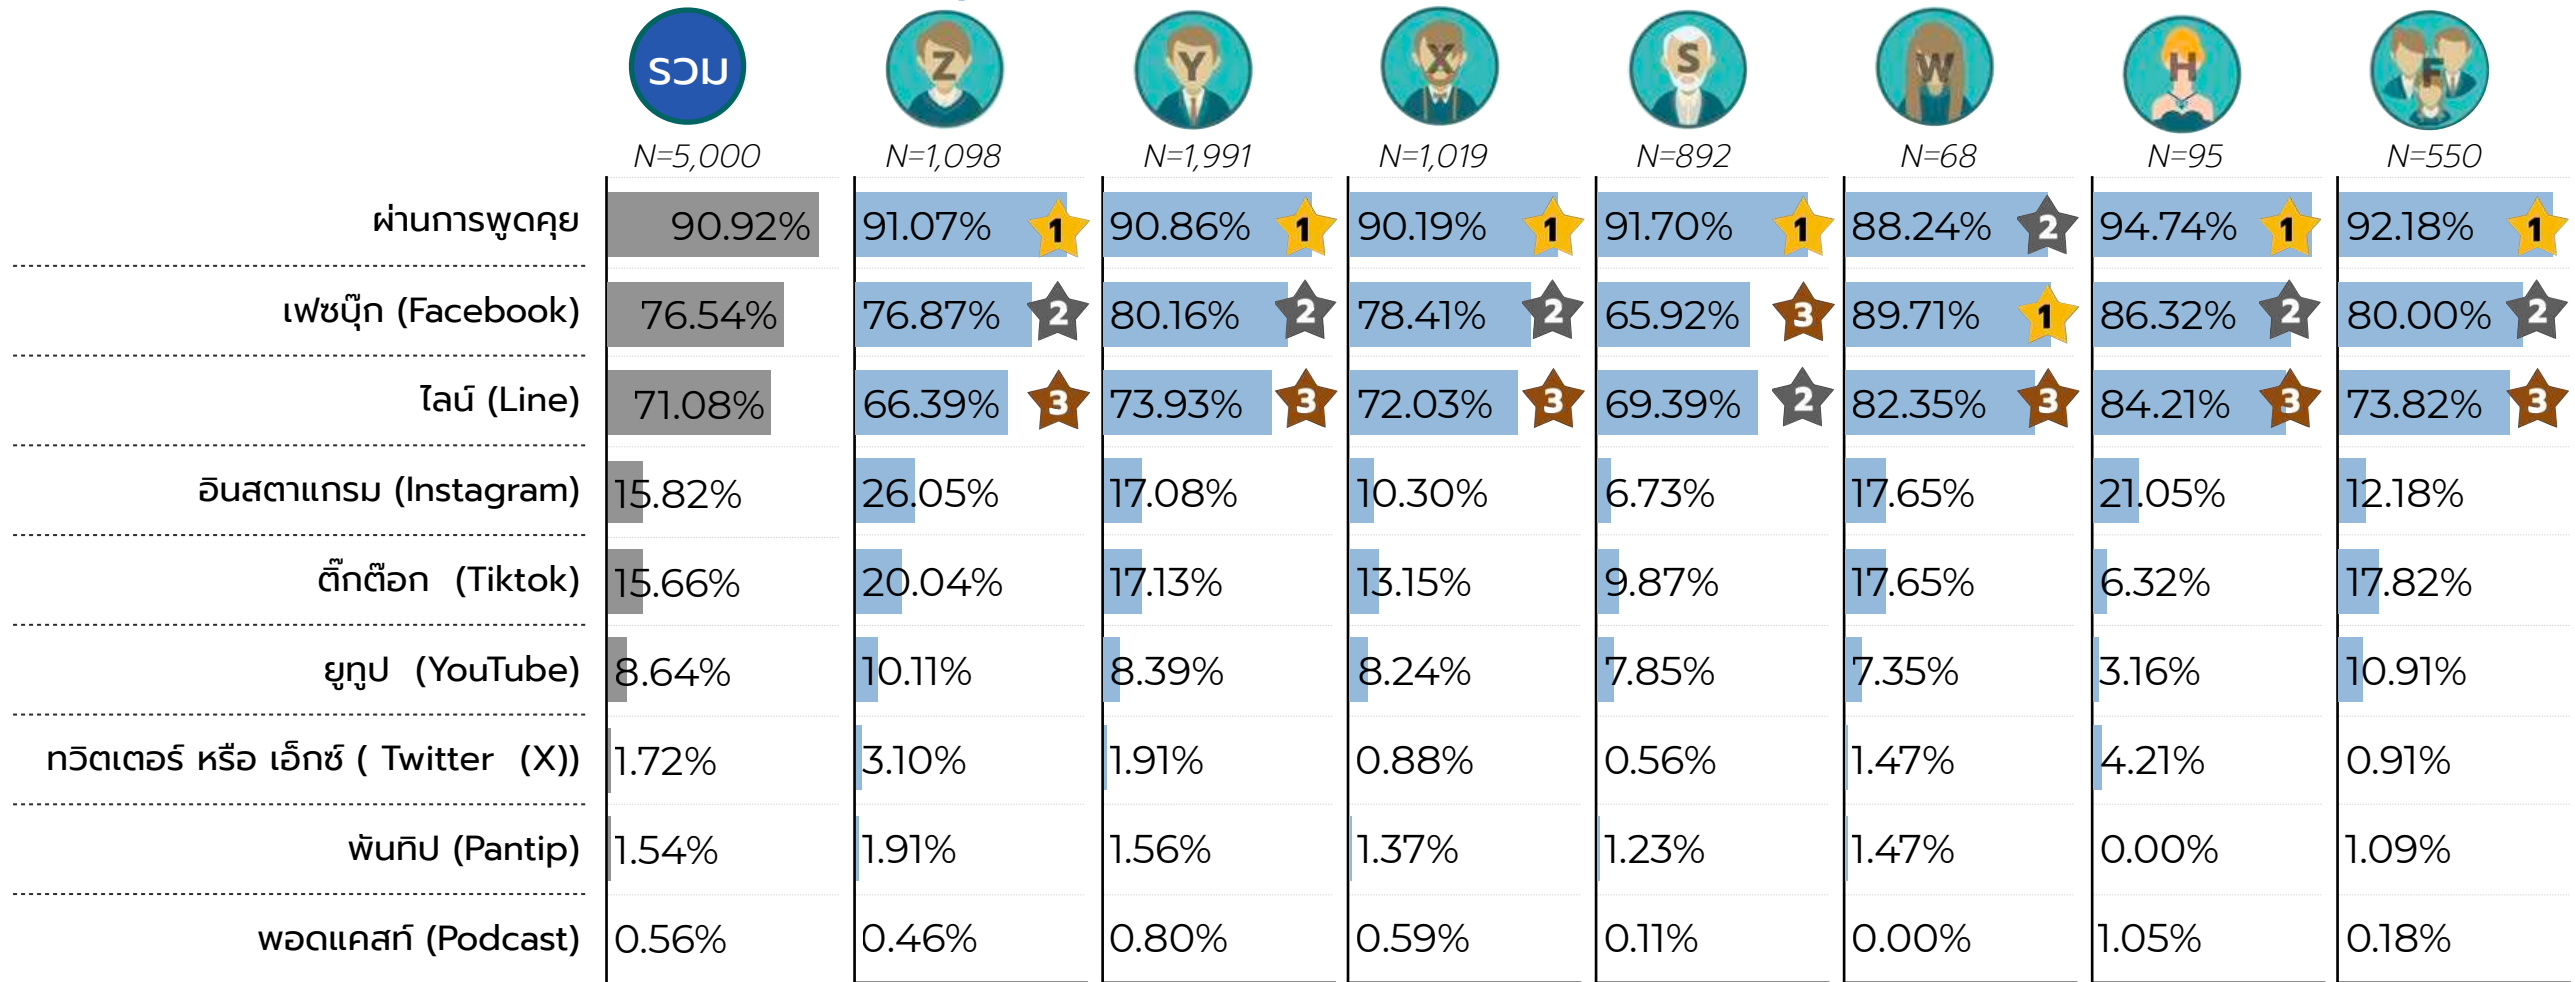 รวม Z Y X S W H F
N=5,000 N=1,098 N=1,991 N=1,019 N=892 N=68 N=95 N=550
ผ่านการพูดคุย 90.92% 91.07% 1 90.86% 1 90.19% 1 91.70% 1 88.24% 2 94.74% 1 92.18% 1
เฟซบุ๊ก (Facebook) 76.54% 76.87% 2 80.16% 2 78.41% 2 65.92% 3 89.71% 1 86.32% 2 80.00% 2
ไลน์ (Line) 71.08% 66.39% 3 73.93% 3 72.03% 3 69.39% 2 82.35% 3 84.21% 3 73.82% 3
อินสตาแกรม (Instagram) 15.82% 26.05% 17.08% 10.30% 6.73% 17.65% 21.05% 12.18%
ติ๊กต๊อก (Tiktok) 15.66% 20.04% 17.13% 13.15% 9.87% 17.65% 6.32% 17.82%
ยูทูป (YouTube) 8.64% 10.11% 8.39% 8.24% 7.85% 7.35% 3.16% 10.91%
ทวิตเตอร์ หรือ เอ็กซ์ ( Twitter (X)) 1.72% 3.10% 1.91% 0.88% 0.56% 1.47% 4.21% 0.91%
พันทิป (Pantip) 1.54% 1.91% 1.56% 1.37% 1.23% 1.47% 0.00% 1.09%
พอดแคสท์ (Podcast) 0.56% 0.46% 0.80% 0.59% 0.11% 0.00% 1.05% 0.18%